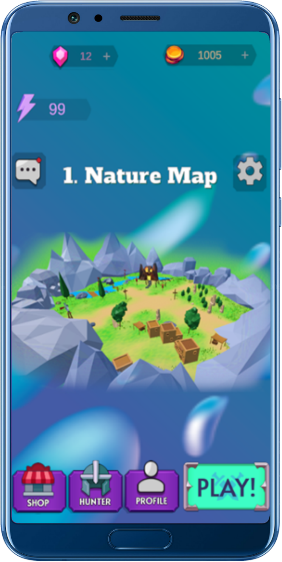 12 +
1005 +
99
1. Nature Map
SHOP
HUNTER
PROFILE
PLAY!